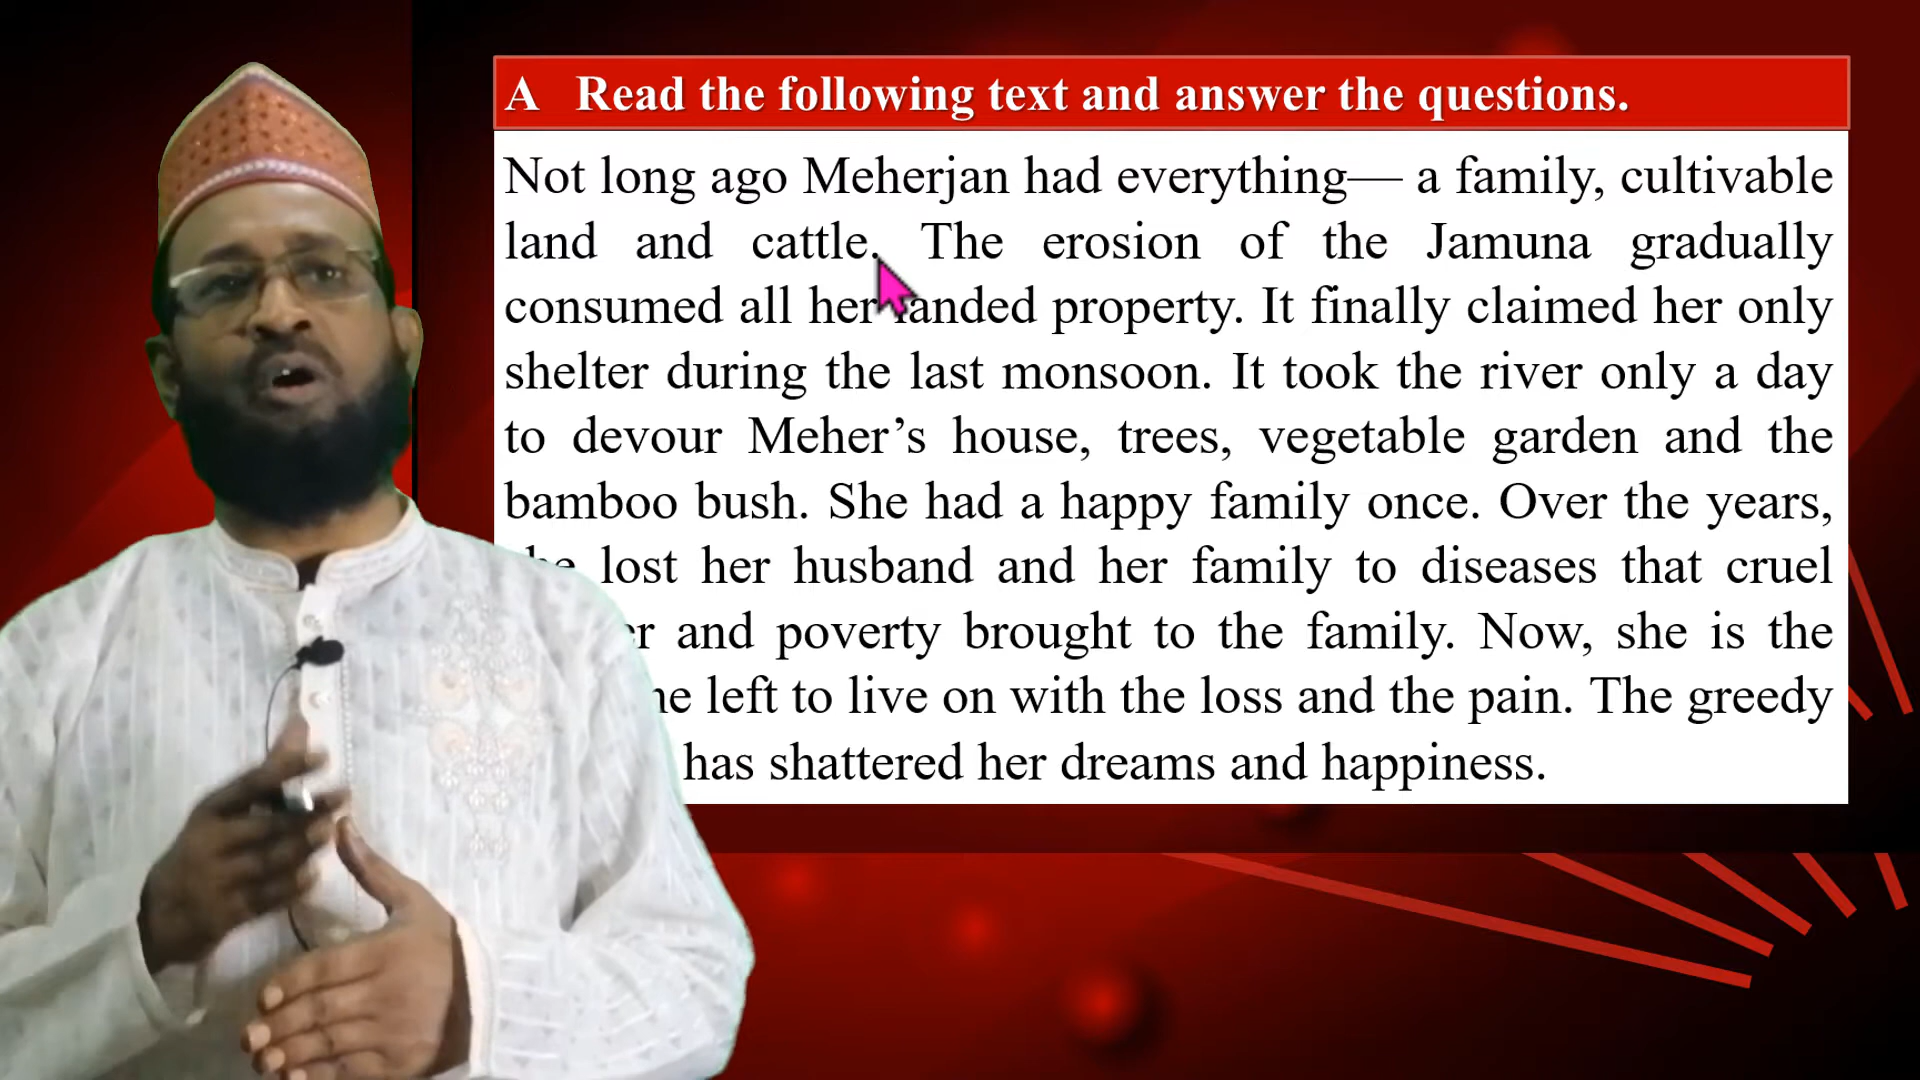 A Read the following text and answer the questions.
Not long ago Meherjan had everything— a family, cultivable
land and cattle. The erosion of the Jamuna gradually
consumed all her landed property. It finally claimed her only
shelter during the last monsoon. It took the river only a day
to devour Meher’s house, trees, vegetable garden and the
bamboo bush. She had a happy family once. Over the years,
lost her husband and her family to diseases that cruel
and poverty brought to the family. Now, she is the
left to live on with the loss and the pain. The greedy
has shattered her dreams and happiness.